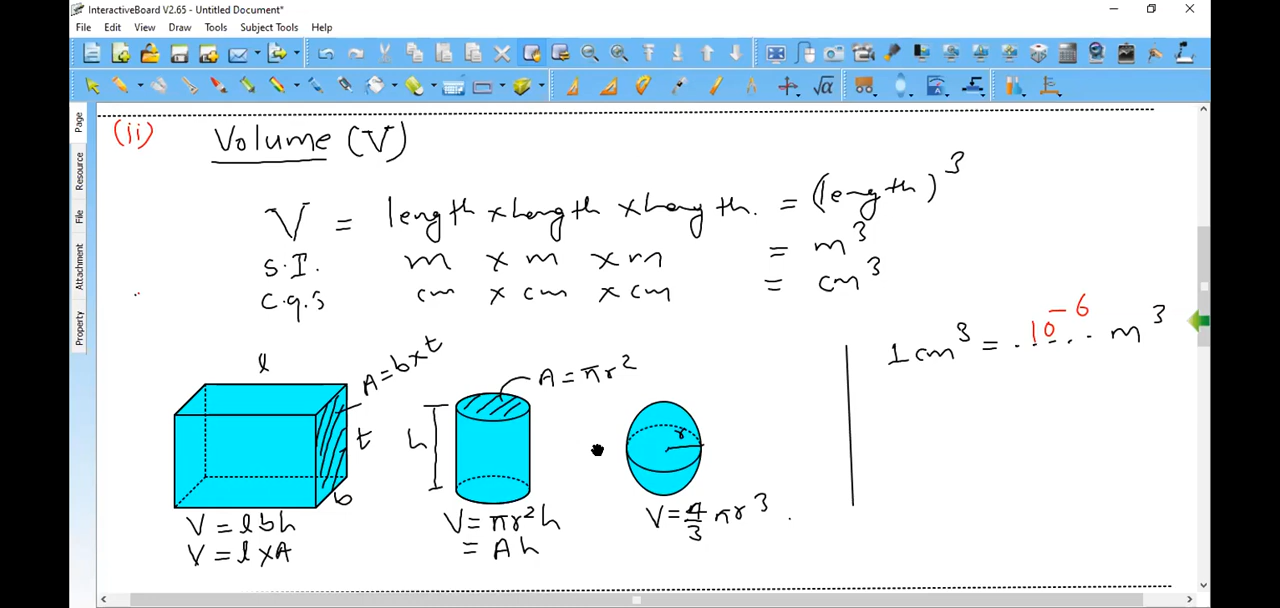 InteractiveBoard V2.65 - Untitled Document*
File Edit View Draw Tools Subject Tools Help
Page
Resource
File
Attachment
Property
(ii) Volume (V)
V = length x length x length. = (length)³
S.I. m x m x m = m³
C.g.S cm x cm x cm = cm³
1 cm³ = 10⁻⁶ ..... m³
l
A=b×t
t
b
V = lbh
V = l×A
A = πr²
h
V = πr²h
= Ah
r
V = 4/3 πr³.